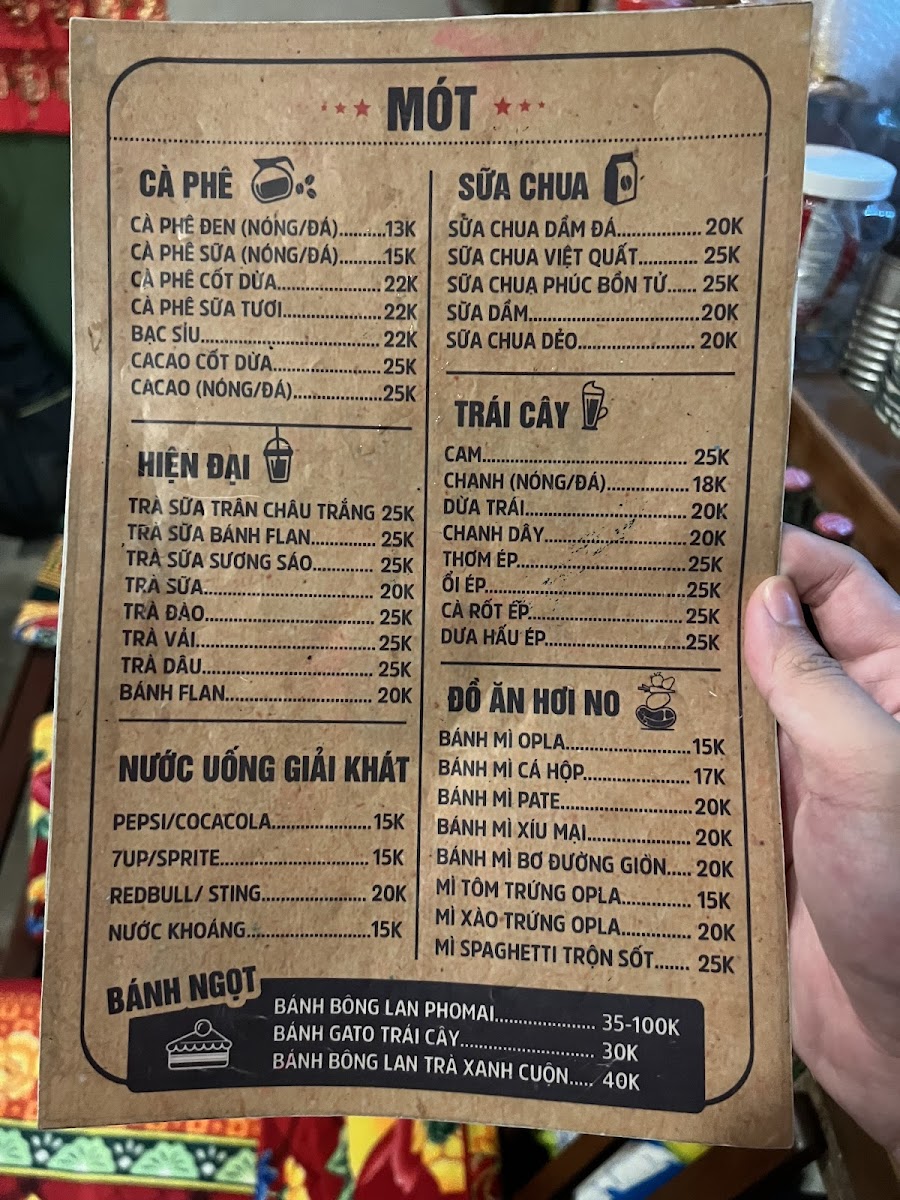 MÓT
CÀ PHÊ
CÀ PHÊ ĐEN (NÓNG/ĐÁ).........13K
CÀ PHÊ SỮA (NÓNG/ĐÁ).........15K
CÀ PHÊ CỐT DỪA..................... 22K
CÀ PHÊ SỮA TƯƠI.................... 22K
BẠC SỈU.................................... 22K
CACAO CỐT DỪA...................... 25K
CACAO (NÓNG/ĐÁ)..................25K
HIỆN ĐẠI
TRÀ SỮA TRÂN CHÂU TRẮNG 25K
TRÀ SỮA BÁNH FLAN............ 25K
TRÀ SỮA SƯƠNG SÁO........... 25K
TRÀ SỮA................................ 20K
TRÀ ĐÀO............................... 25K
TRÀ VẢI................................. 25K
TRÀ DÂU................................ 25K
BÁNH FLAN........................... 20K
NƯỚC UỐNG GIẢI KHÁT
PEPSI/COCACOLA....................15K
7UP/SPRITE.............................. 15K
REDBULL/ STING..................... 20K
NƯỚC KHOÁNG.........................15K
SỮA CHUA
SỮA CHUA DẦM ĐÁ................. 20K
SỮA CHUA VIỆT QUẤT............ 25K
SỮA CHUA PHÚC BỒN TỬ...... 25K
SỮA DẦM..................................20K
SỮA CHUA DẺO....................... 20K
TRÁI CÂY
CAM......................................... 25K
CHANH (NÓNG/ĐÁ)................ 18K
DỪA TRÁI................................ 20K
CHANH DÂY............................. 20K
THƠM ÉP..................................25K
ỔI ÉP........................................25K
CÀ RỐT ÉP............................... 25K
DƯA HẤU ÉP............................25K
ĐỒ ĂN HƠI NO
BÁNH MÌ OPLA.........................15K
BÁNH MÌ CÁ HỘP..................... 17K
BÁNH MÌ PATE..........................20K
BÁNH MÌ XÍU MẠI..................... 20K
BÁNH MÌ BƠ ĐƯỜNG GIÒN..... 20K
MÌ TÔM TRỨNG OPLA.............. 15K
MÌ XÀO TRỨNG OPLA.............. 20K
MÌ SPAGHETTI TRỘN SỐT....... 25K
BÁNH NGỌT
BÁNH BÔNG LAN PHOMAI.................... 35-100K
BÁNH GATO TRÁI CÂY........................... 30K
BÁNH BÔNG LAN TRÀ XANH CUỘN..... 40K